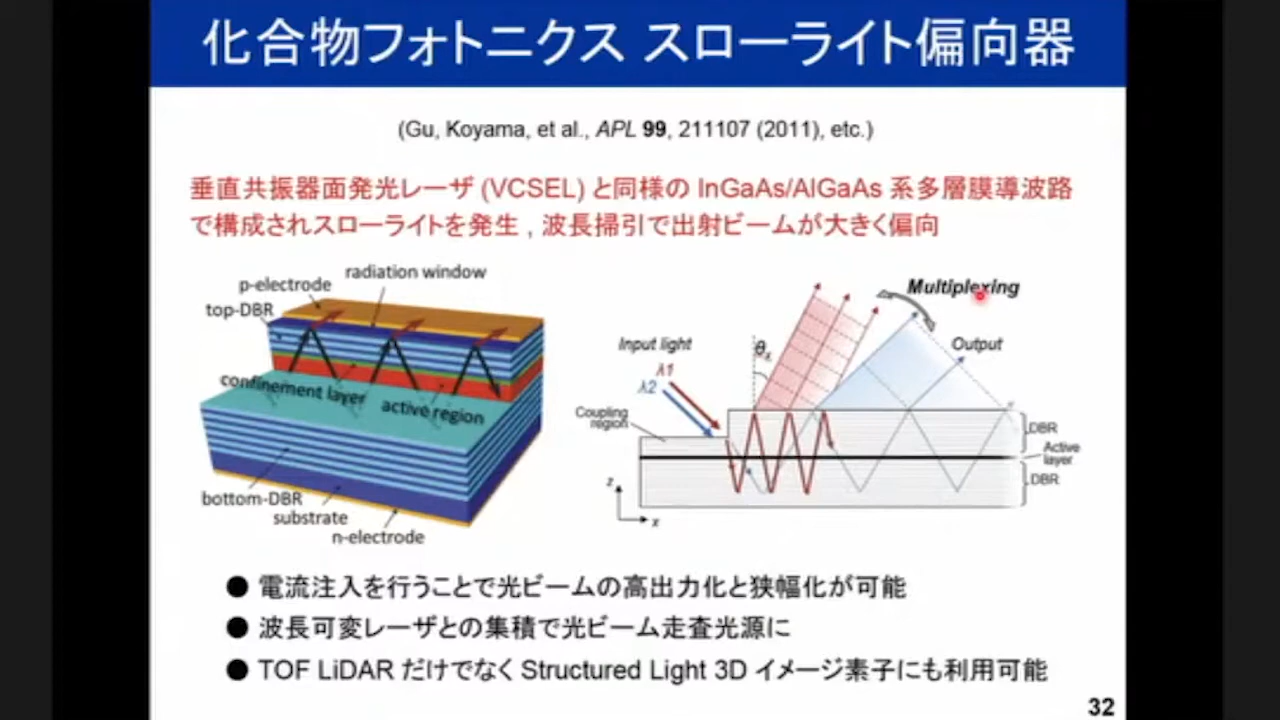 化合物フォトニクス スローライト偏向器
(Gu, Koyama, et al., APL 99, 211107 (2011), etc.)
垂直共振器面発光レーザ (VCSEL) と同様の InGaAs/AlGaAs 系多層膜導波路
で構成されスローライトを発生 , 波長掃引で出射ビームが大きく偏向
radiation window
p-electrode
top-DBR
confinement layer
active region
bottom-DBR
substrate
n-electrode
Multiplexing
Input light
θx
Output
λ1
λ2
Coupling
region
DBR
Active
layer
DBR
z
x
● 電流注入を行うことで光ビームの高出力化と狭幅化が可能
● 波長可変レーザとの集積で光ビーム走査光源に
● TOF LiDAR だけでなく Structured Light 3D イメージ素子にも利用可能
32